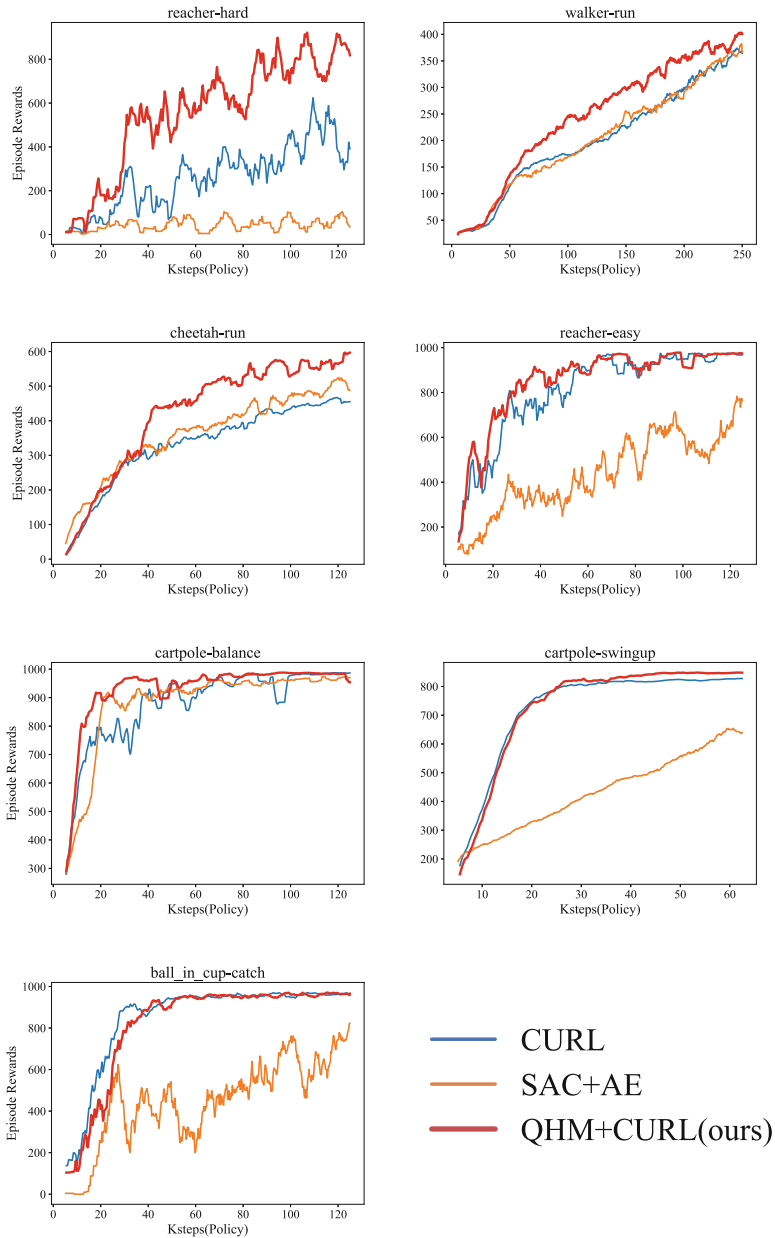 reacher-hard
Episode Rewards
800
600
400
200
0
0 20 40 60 80 100 120
Ksteps(Policy)
walker-run
400
350
300
250
200
150
100
50
0 50 100 150 200 250
Ksteps(Policy)
cheetah-run
Episode Rewards
600
500
400
300
200
100
0
0 20 40 60 80 100 120
Ksteps(Policy)
reacher-easy
1000
800
600
400
200
0 20 40 60 80 100 120
Ksteps(Policy)
cartpole-balance
Episode Rewards
1000
900
800
700
600
500
400
300
0 20 40 60 80 100 120
Ksteps(Policy)
cartpole-swingup
800
700
600
500
400
300
200
10 20 30 40 50 60
Ksteps(Policy)
ball_in_cup-catch
Episode Rewards
1000
800
600
400
200
0
0 20 40 60 80 100 120
Ksteps(Policy)
CURL
SAC+AE
QHM+CURL(ours)